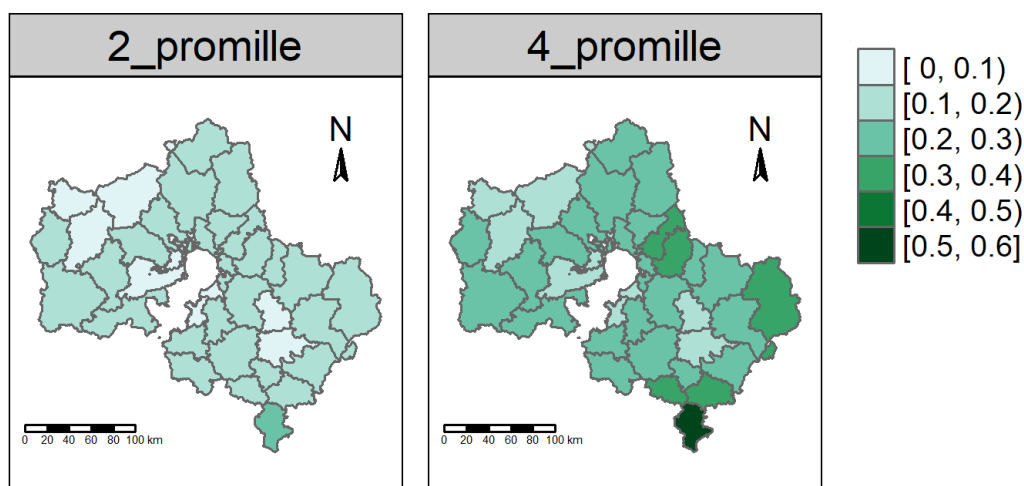 2_promille
4_promille
N
N
[ 0, 0.1)
[0.1, 0.2)
[0.2, 0.3)
[0.3, 0.4)
[0.4, 0.5)
[0.5, 0.6]
0 20 40 60 80 100 km
0 20 40 60 80 100 km